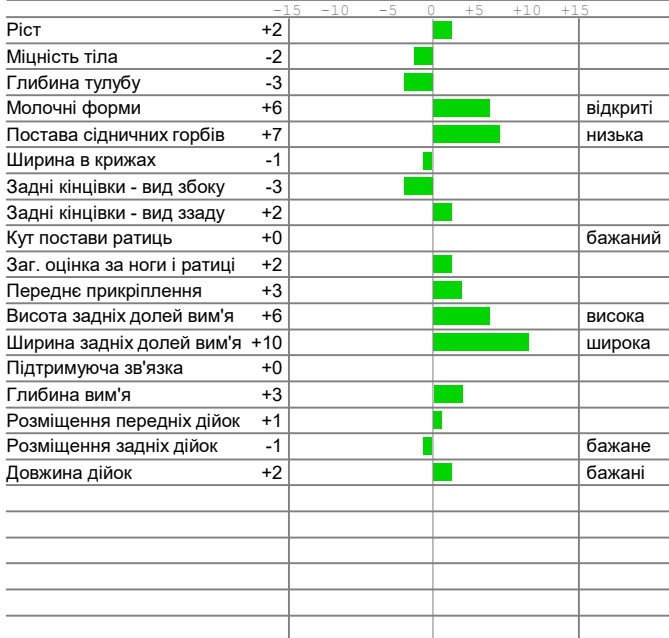 -15 -10 -5 0 +5 +10 +15
Ріст +2
Міцність тіла -2
Глибина тулубу -3
Молочні форми +6 відкриті
Постава сідничних горбів +7 низька
Ширина в крижах -1
Задні кінцівки - вид збоку -3
Задні кінцівки - вид ззаду +2
Кут постави ратиць +0 бажаний
Заг. оцінка за ноги і ратиці +2
Переднє прикріплення +3
Висота задніх долей вим'я +6 висока
Ширина задніх долей вим'я +10 широка
Підтримуюча зв'язка +0
Глибина вим'я +3
Розміщення передніх дійок +1
Розміщення задніх дійок -1 бажане
Довжина дійок +2 бажані